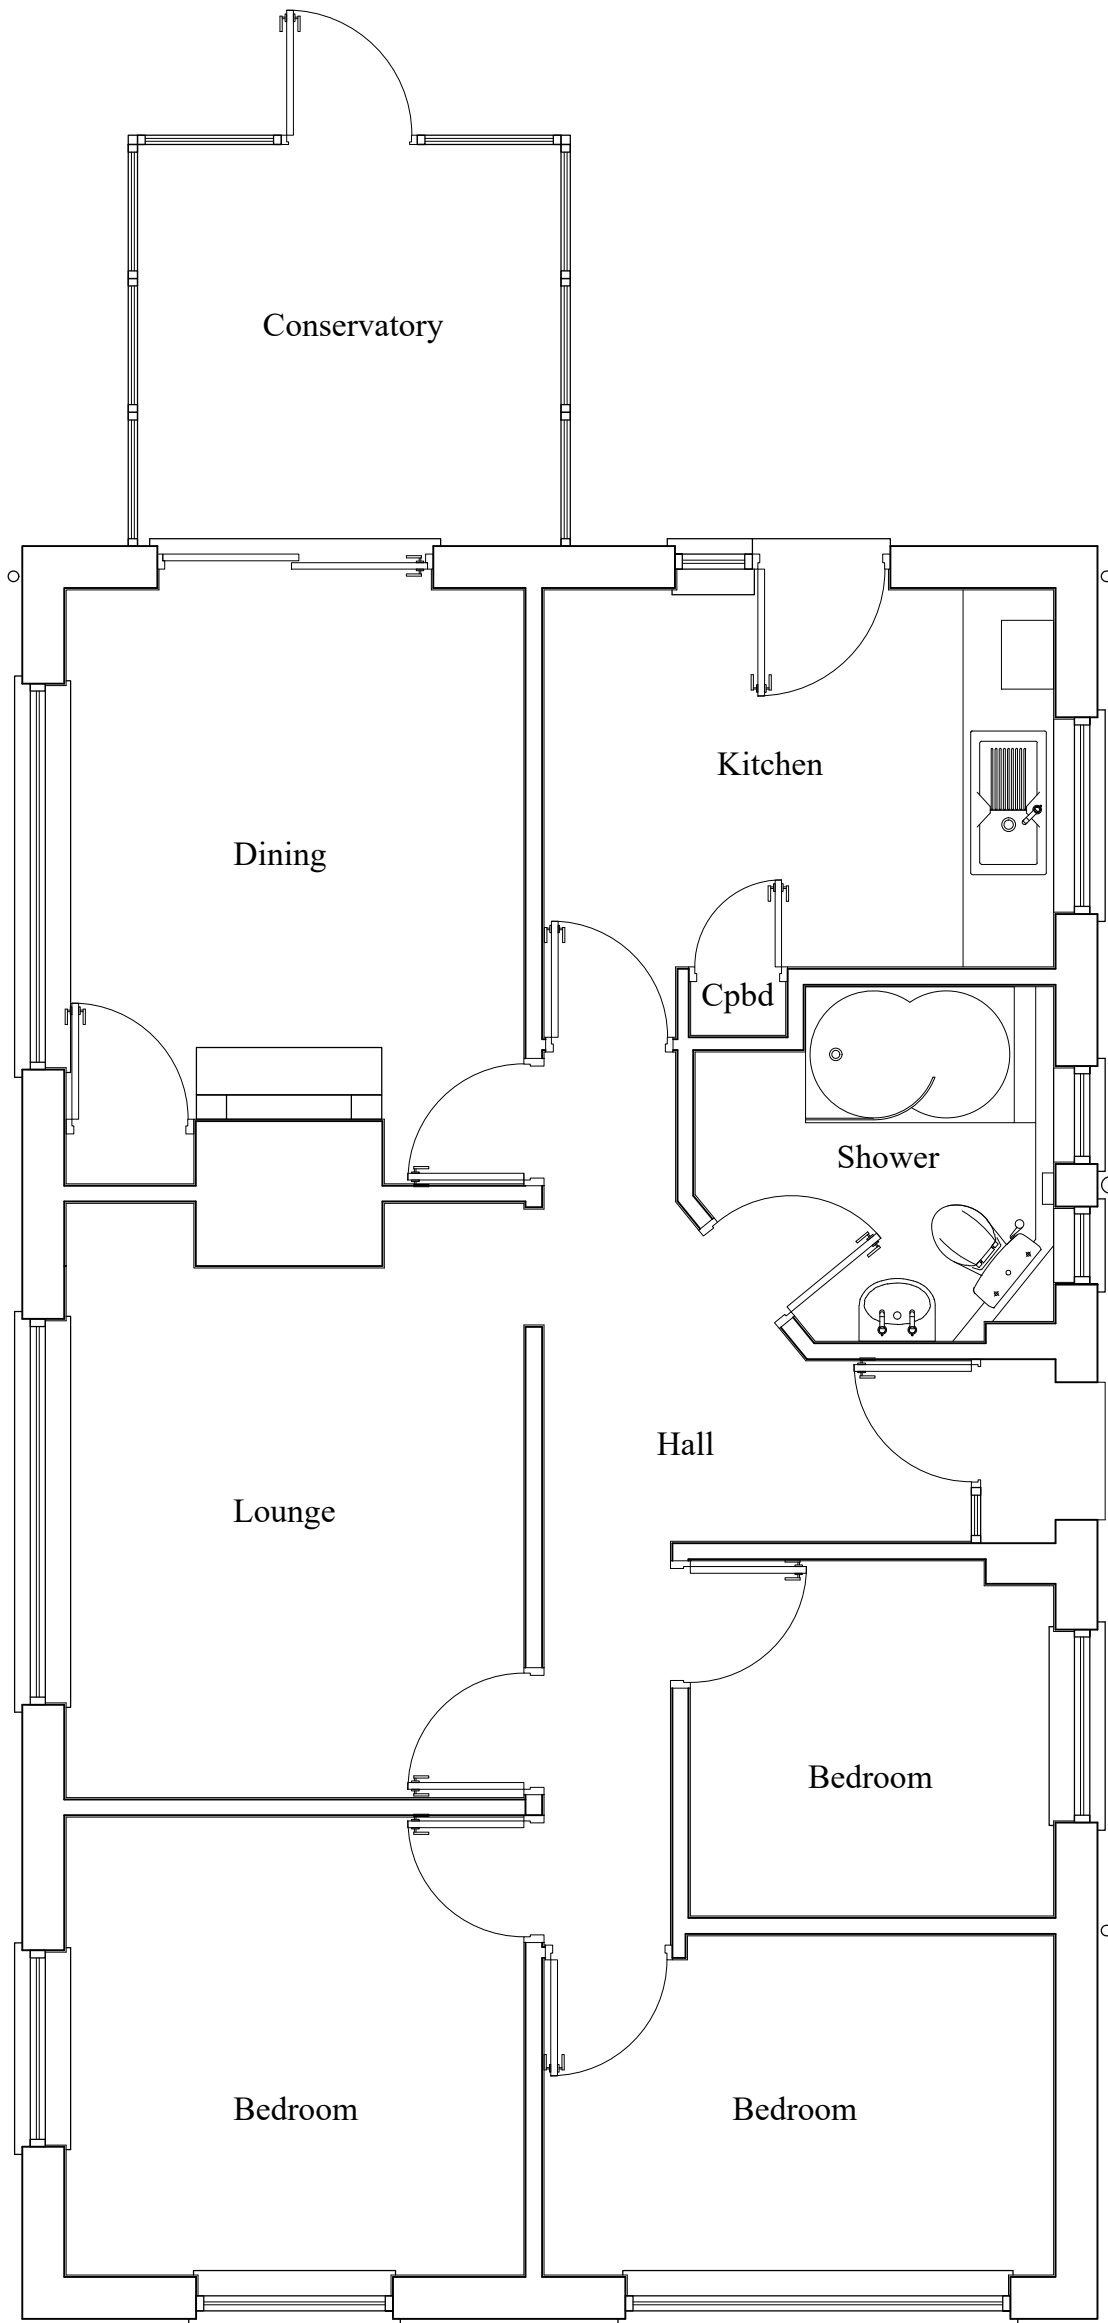 Conservatory
Kitchen
Dining
Cpbd
Shower
Hall
Lounge
Bedroom
Bedroom
Bedroom